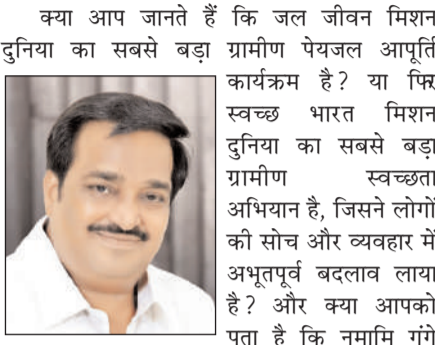 क्या आप जानते हैं कि जल जीवन मिशन
दुनिया का सबसे बड़ा ग्रामीण पेयजल आपूर्ति
कार्यक्रम है? या फिर
स्वच्छ भारत मिशन
दुनिया का सबसे बड़ा
ग्रामीण स्वच्छता
अभियान है, जिसने लोगों
की सोच और व्यवहार में
अभूतपूर्व बदलाव लाया
है? और क्या आपको
पता है कि नमामि गंगे